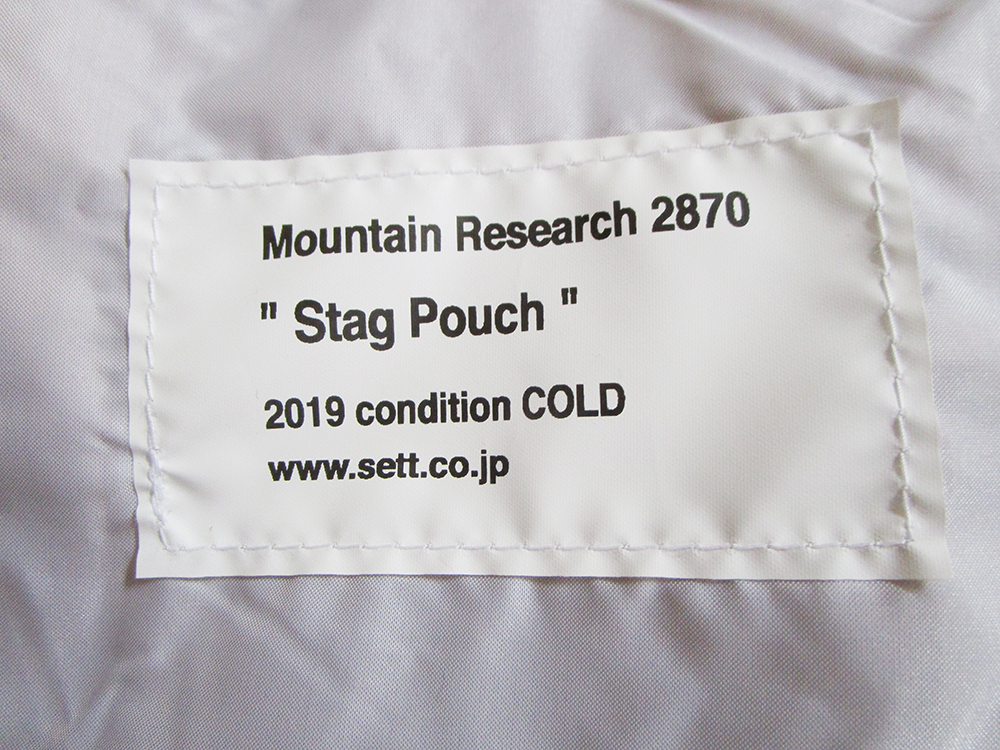 Mountain Research 2870
" Stag Pouch "
2019 condition COLD
www.sett.co.jp